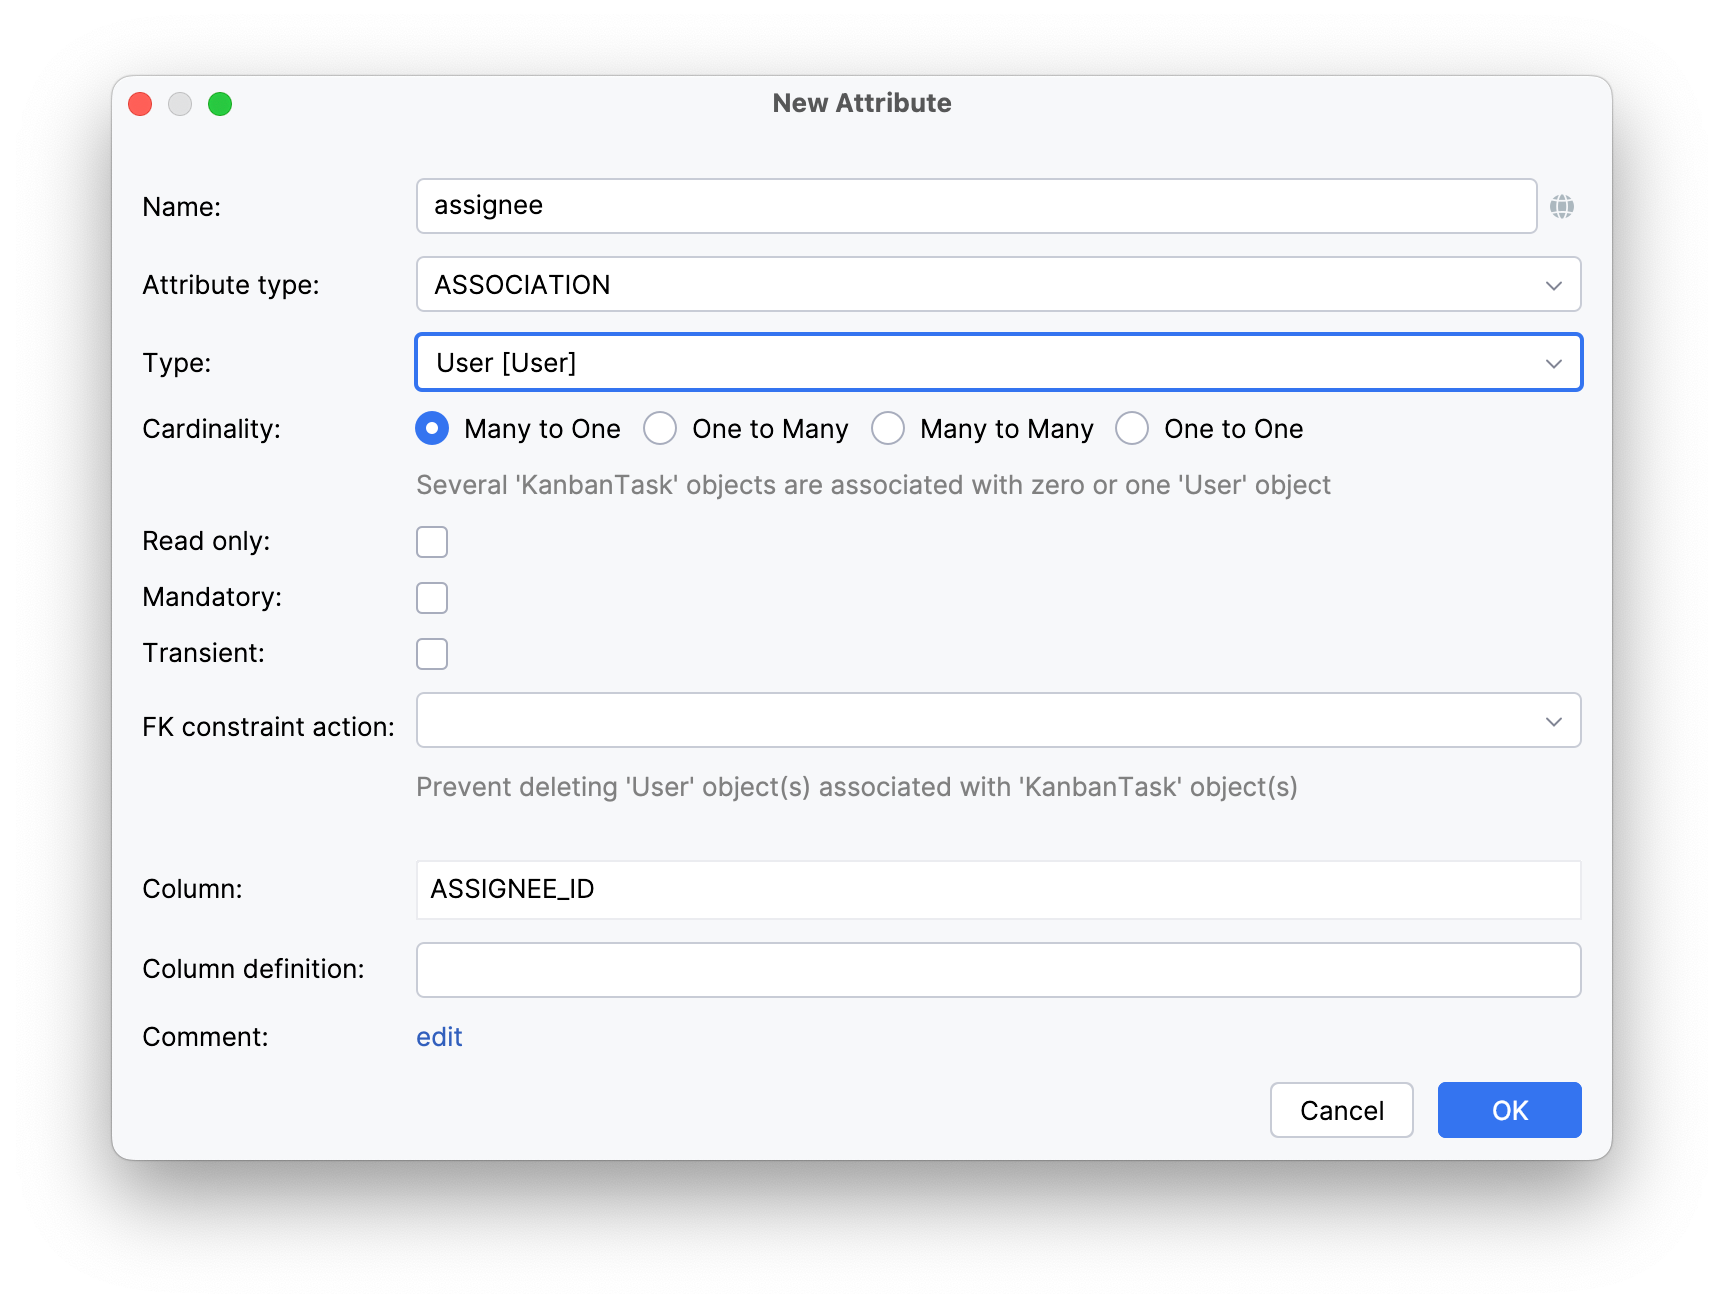 New Attribute
Name: assignee
Attribute type: ASSOCIATION
Type: User [User]
Cardinality: Many to One One to Many Many to Many One to One
Several 'KanbanTask' objects are associated with zero or one 'User' object
Read only:
Mandatory:
Transient:
FK constraint action:
Prevent deleting 'User' object(s) associated with 'KanbanTask' object(s)
Column: ASSIGNEE_ID
Column definition:
Comment: edit
Cancel OK